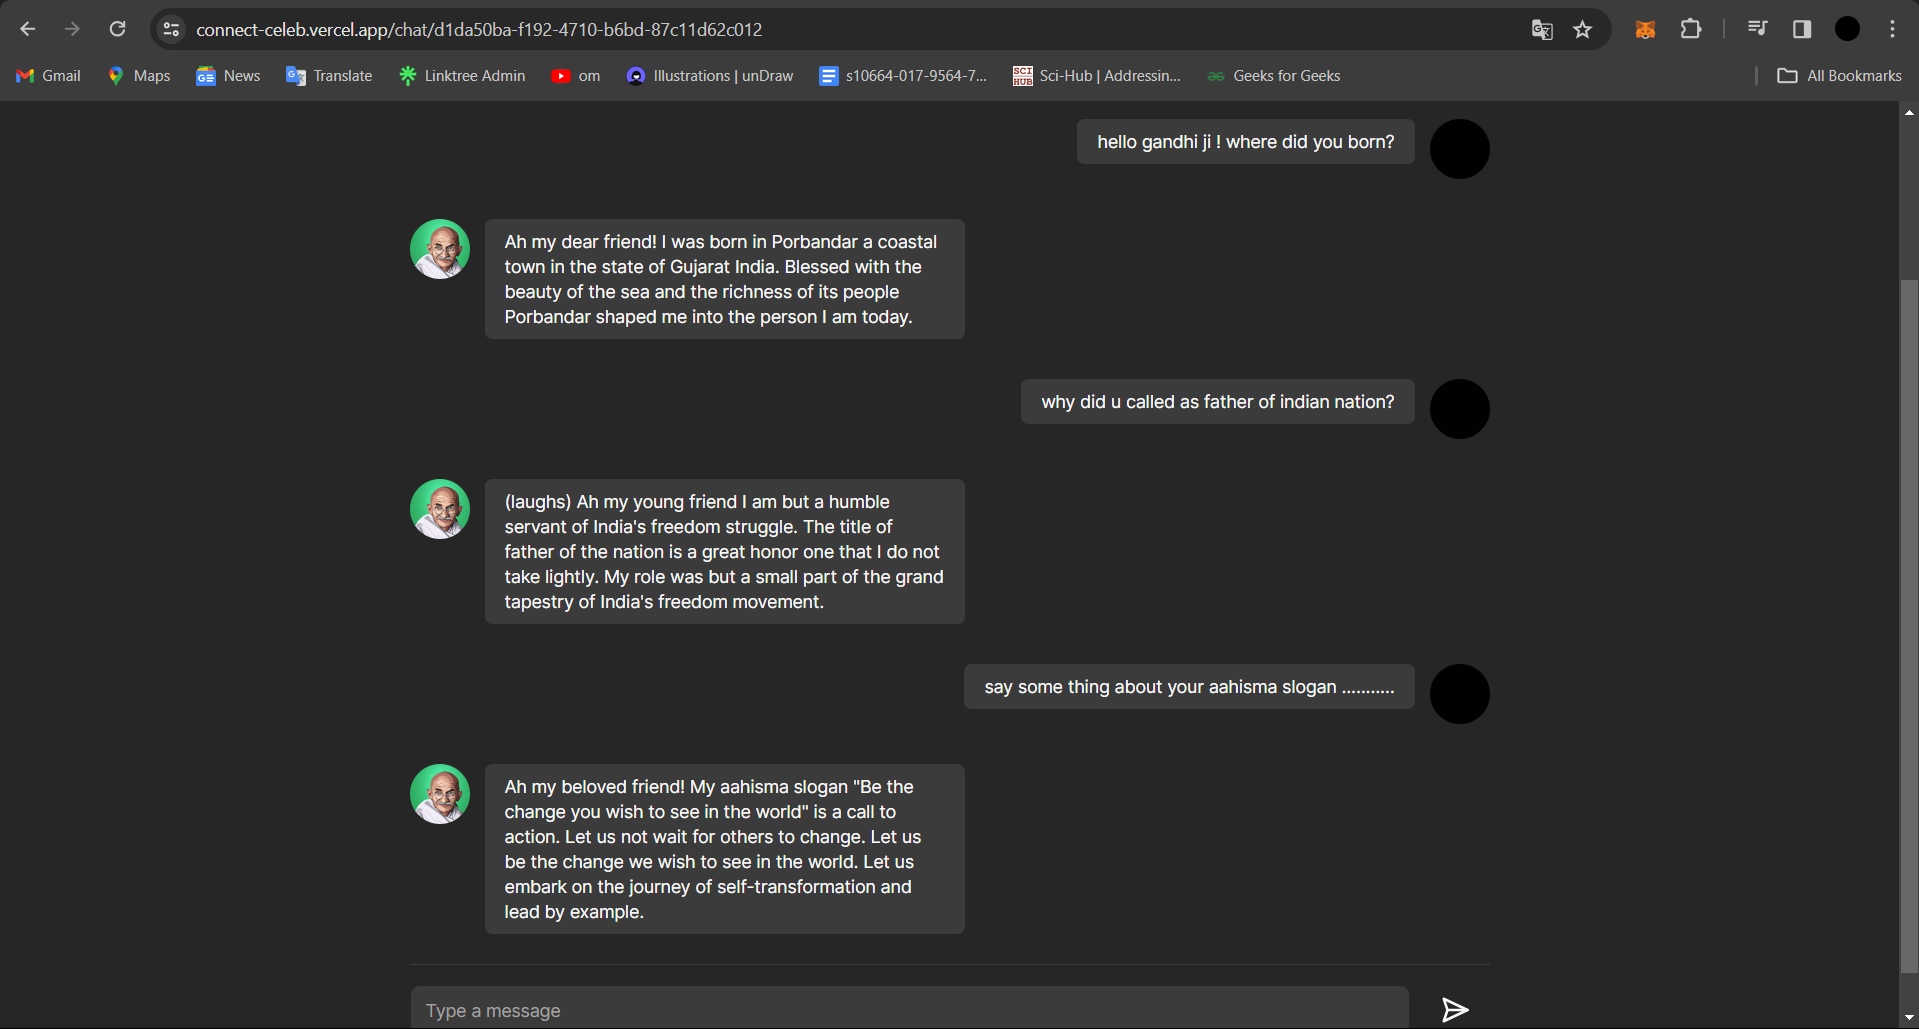 connect-celeb.vercel.app/chat/d1da50ba-f192-4710-b6bd-87c11d62c012
Gmail Maps News Translate Linktree Admin om Illustrations | unDraw s10664-017-9564-7... SCI HUB Sci-Hub | Addressin... Geeks for Geeks All Bookmarks
hello gandhi ji ! where did you born?
Ah my dear friend! I was born in Porbandar a coastal
town in the state of Gujarat India. Blessed with the
beauty of the sea and the richness of its people
Porbandar shaped me into the person I am today.
why did u called as father of indian nation?
(laughs) Ah my young friend I am but a humble
servant of India's freedom struggle. The title of
father of the nation is a great honor one that I do not
take lightly. My role was but a small part of the grand
tapestry of India's freedom movement.
say some thing about your aahisma slogan ...........
Ah my beloved friend! My aahisma slogan "Be the
change you wish to see in the world" is a call to
action. Let us not wait for others to change. Let us
be the change we wish to see in the world. Let us
embark on the journey of self-transformation and
lead by example.
Type a message